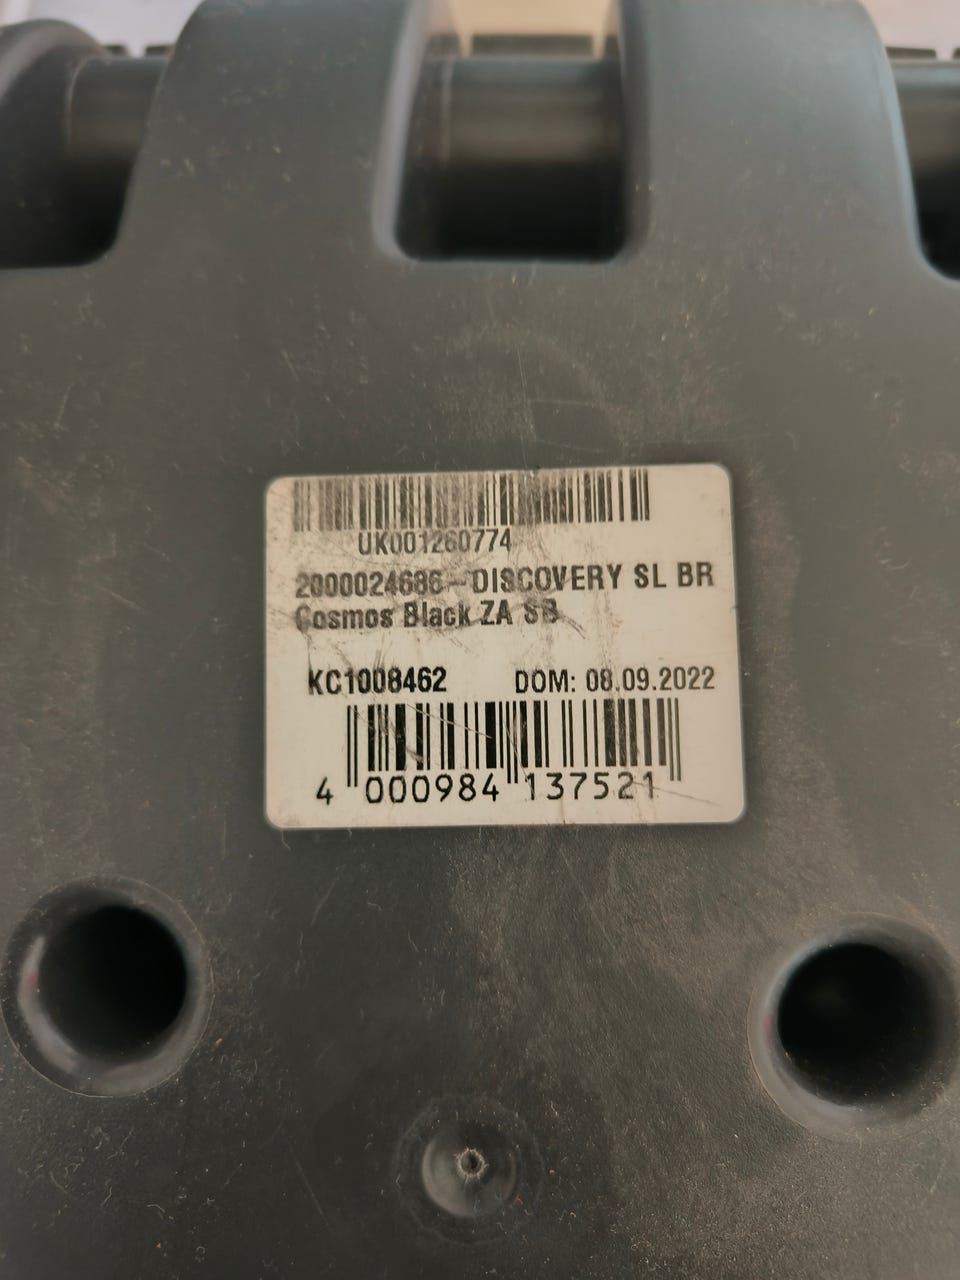 UK001260774
2000024686-DISCOVERY SL BR
Cosmos Black ZA SB
KC1008462 DOM: 08.09.2022
4 000984 137521